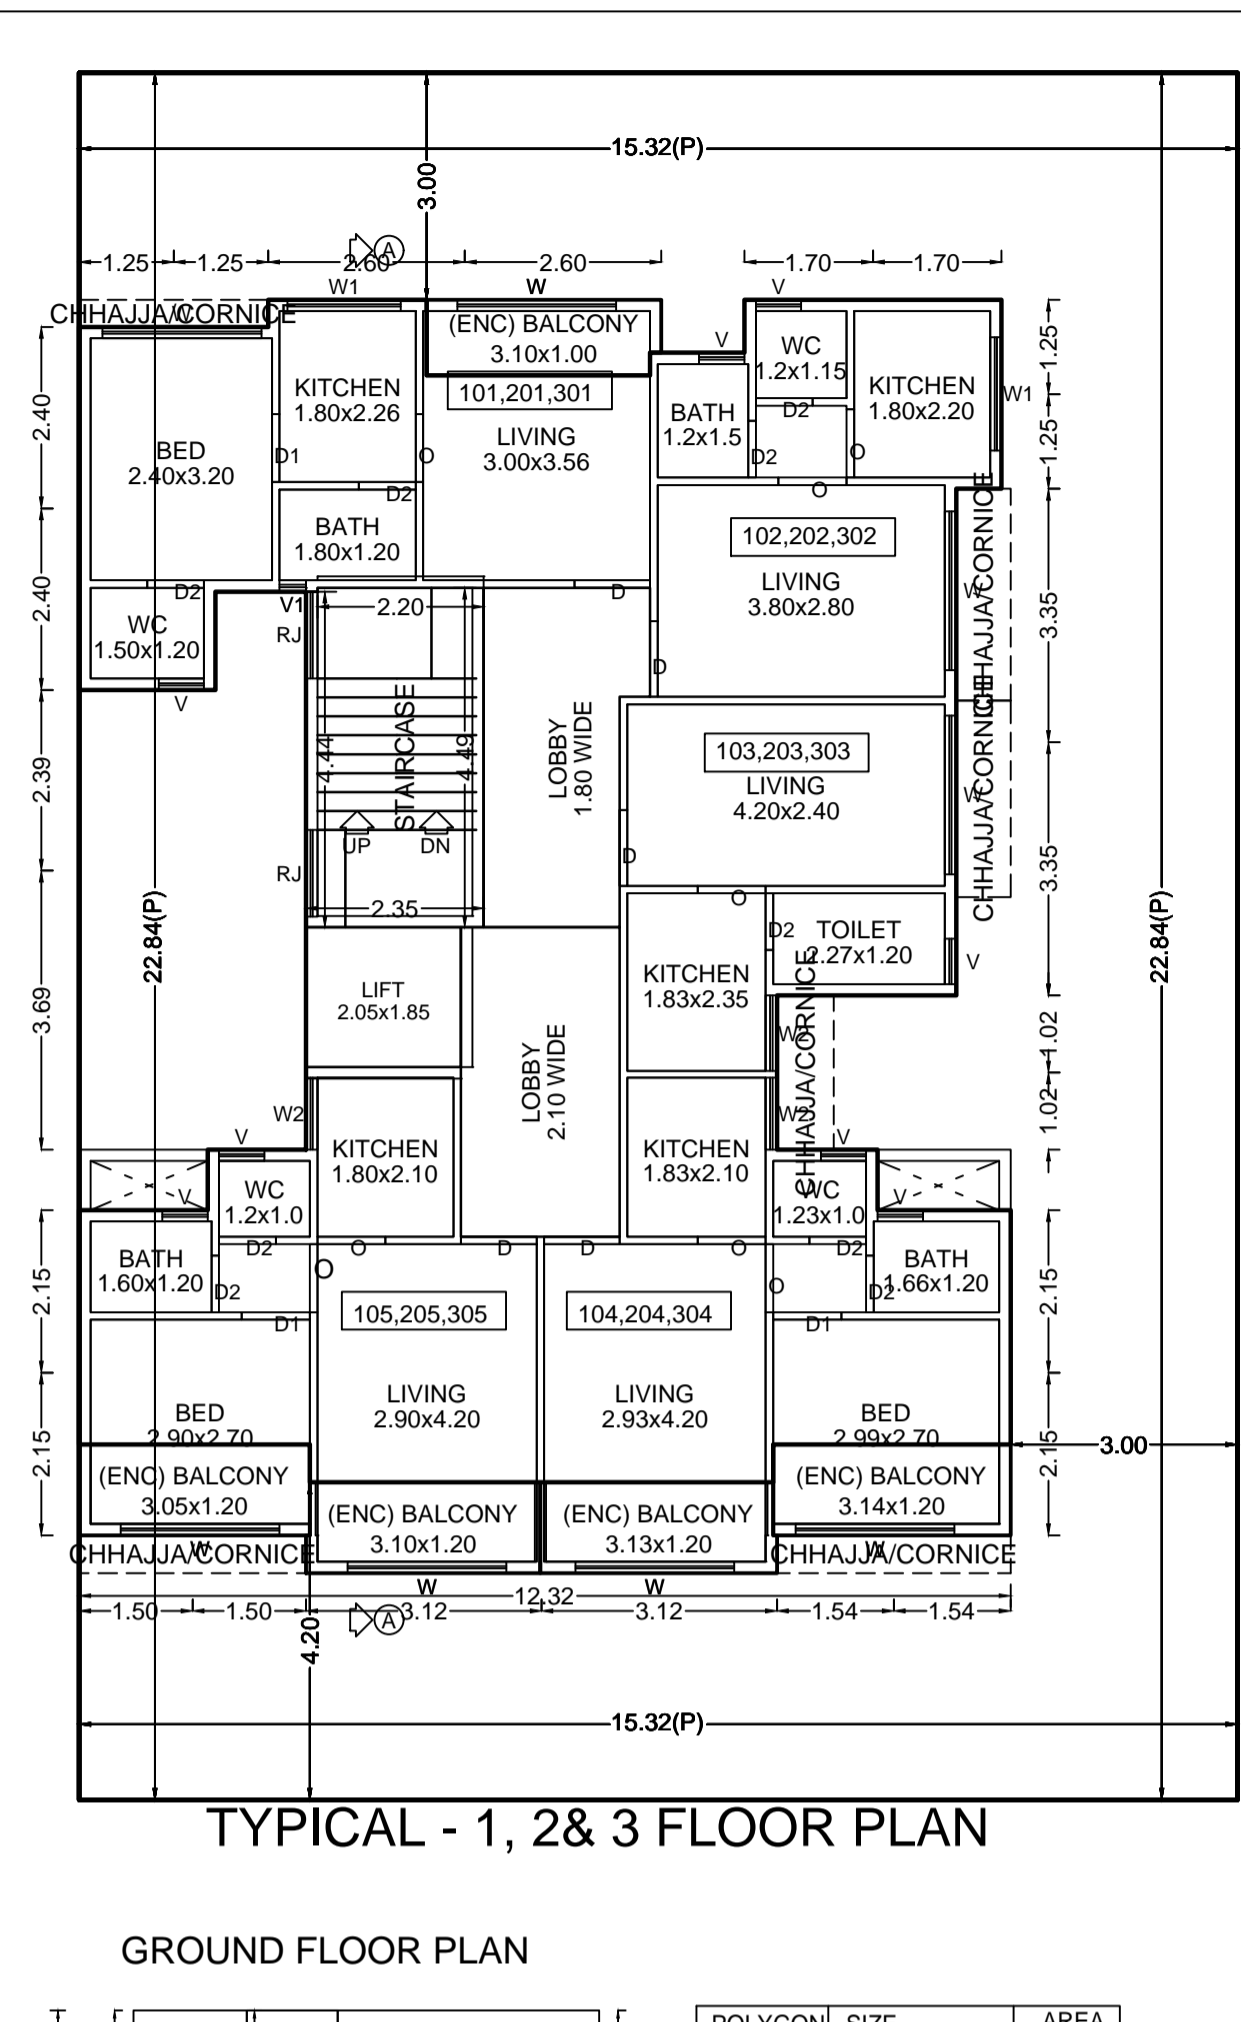 15.32(P)
3.00
A
1.25
1.25
2.60
2.60
1.70
1.70
W1
W
V
CHHAJJA/CORNICE
W
(ENC) BALCONY
3.10x1.00
V
WC
1.2x1.15
1.25
KITCHEN
1.80x2.26
101,201,301
KITCHEN
1.80x2.20
W1
D2
2.40
BATH
1.2x1.5
BED
2.40x3.20
D1
O
LIVING
3.00x3.56
D2
O
1.25
D2
O
CHHAJJA/CORNICE
BATH
1.80x1.20
102,202,302
LIVING
3.80x2.80
W
D2
D
2.40
V1
2.20
3.35
WC
1.50x1.20
RJ
D
V
STAIRCASE
4.44
4.49
LOBBY
1.80 WIDE
103,203,303
LIVING
4.20x2.40
W
CHHAJJA/CORNICE
2.39
UP
DN
D
RJ
3.35
O
2.35
22.84(P)
22.84(P)
D2
TOILET
2.27x1.20
V
KITCHEN
1.83x2.35
LIFT
2.05x1.85
3.69
CHHAJJA/CORNICE
W2
1.02
LOBBY
2.10 WIDE
W2
W2
1.02
V
KITCHEN
1.80x2.10
KITCHEN
1.83x2.10
V
V
WC
1.2x1.0
WC
1.23x1.0
V
D2
O
D
D
O
D2
BATH
1.60x1.20
O
O
BATH
1.66x1.20
D2
D2
2.15
2.15
105,205,305
104,204,304
D1
D1
LIVING
2.90x4.20
LIVING
2.93x4.20
BED
2.90x2.70
BED
2.99x2.70
2.15
2.15
3.00
(ENC) BALCONY
3.05x1.20
(ENC) BALCONY
3.14x1.20
(ENC) BALCONY
3.10x1.20
(ENC) BALCONY
3.13x1.20
W
CHHAJJA/CORNICE
W
CHHAJJA/CORNICE
W
W
12.32
1.50
1.50
3.12
3.12
1.54
1.54
A
4.20
15.32(P)
TYPICAL - 1, 2& 3 FLOOR PLAN
GROUND FLOOR PLAN
POLYGON SIZE AREA